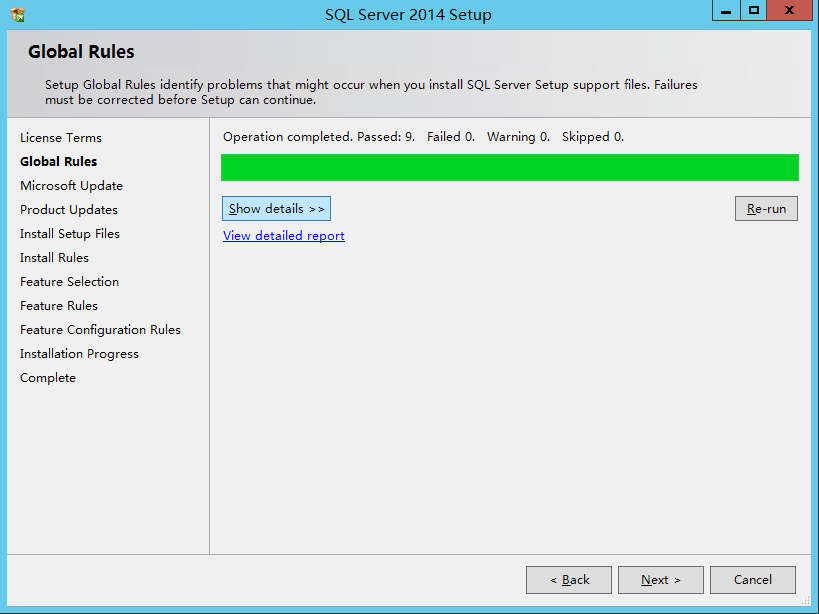 SQL Server 2014 Setup
Global Rules
Setup Global Rules identify problems that might occur when you install SQL Server Setup support files. Failures
must be corrected before Setup can continue.
License Terms
Global Rules
Microsoft Update
Product Updates
Install Setup Files
Install Rules
Feature Selection
Feature Rules
Feature Configuration Rules
Installation Progress
Complete
Operation completed. Passed: 9. Failed 0. Warning 0. Skipped 0.
Show details >>
Re-run
View detailed report
< Back
Next >
Cancel